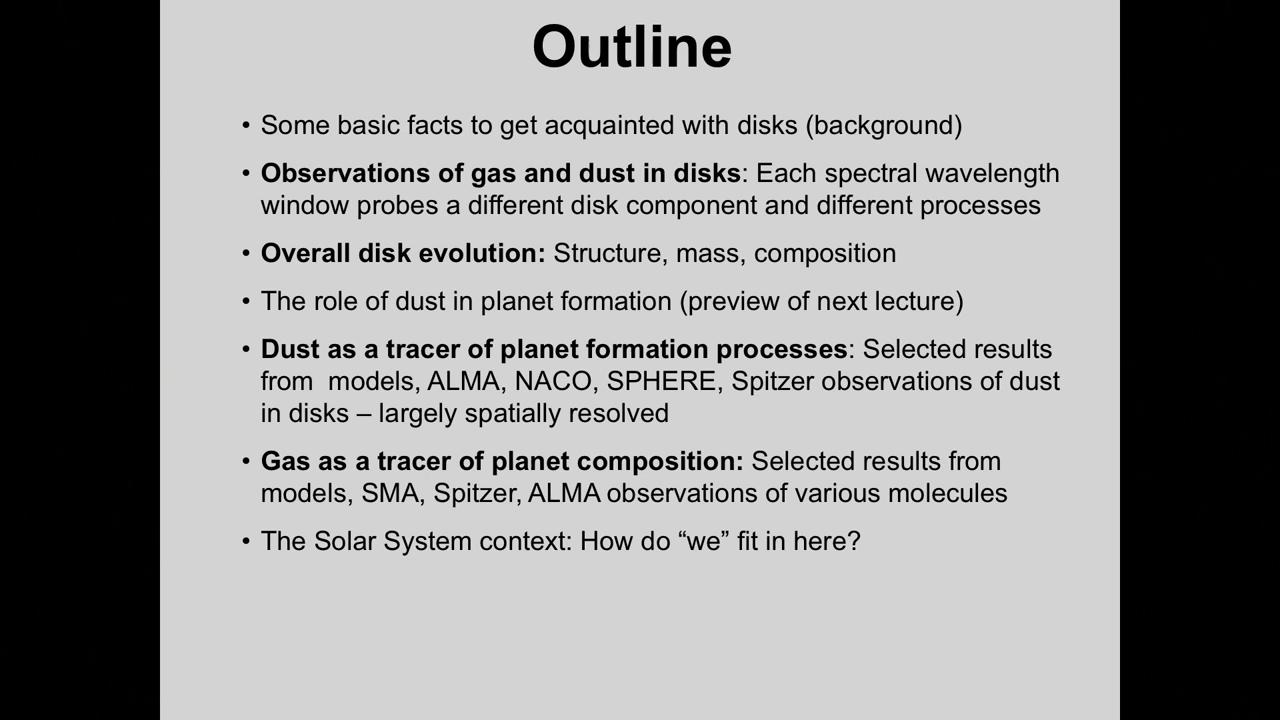 Outline
• Some basic facts to get acquainted with disks (background)
• Observations of gas and dust in disks: Each spectral wavelength
window probes a different disk component and different processes
• Overall disk evolution: Structure, mass, composition
• The role of dust in planet formation (preview of next lecture)
• Dust as a tracer of planet formation processes: Selected results
from  models, ALMA, NACO, SPHERE, Spitzer observations of dust
in disks – largely spatially resolved
• Gas as a tracer of planet composition: Selected results from
models, SMA, Spitzer, ALMA observations of various molecules
• The Solar System context: How do “we” fit in here?